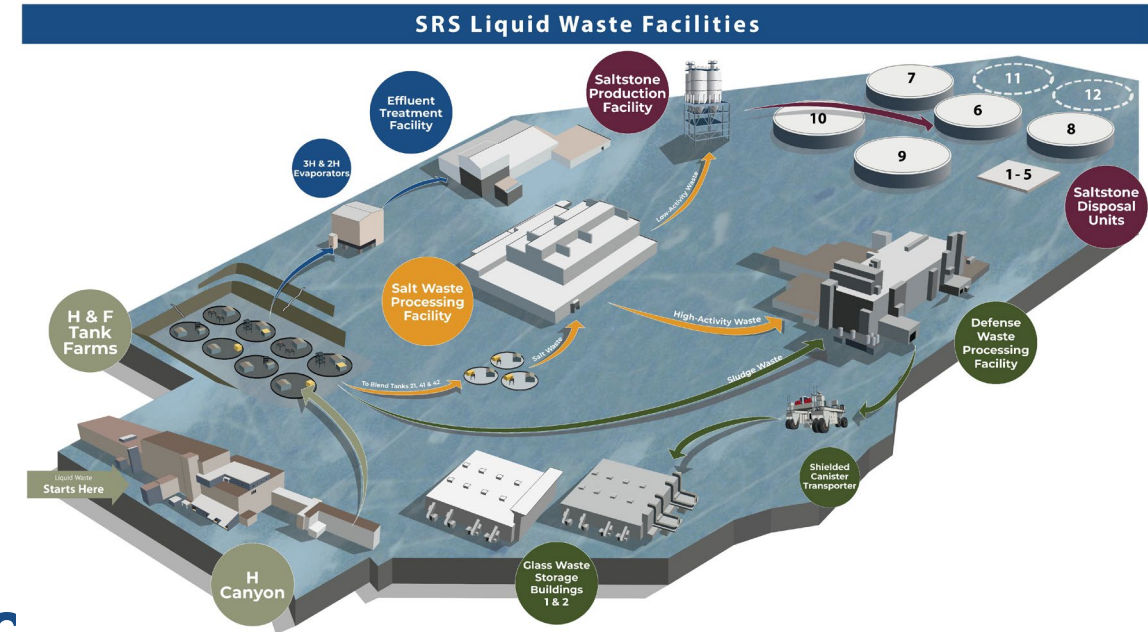 SRS Liquid Waste Facilities
Saltstone
Production
Facility
Effluent
Treatment
Facility
3H & 2H
Evaporators
7
11
12
6
10
8
9
1 - 5
Saltstone
Disposal
Units
Low-Activity Waste
Salt Waste
Processing
Facility
H & F
Tank
Farms
High-Activity Waste
Salt Waste
Defense
Waste
Processing
Facility
To Blend Tanks 21, 41 & 42
Sludge Waste
Shielded
Canister
Transporter
Liquid Waste
Starts Here
H
Canyon
Glass Waste
Storage
Buildings
1 & 2